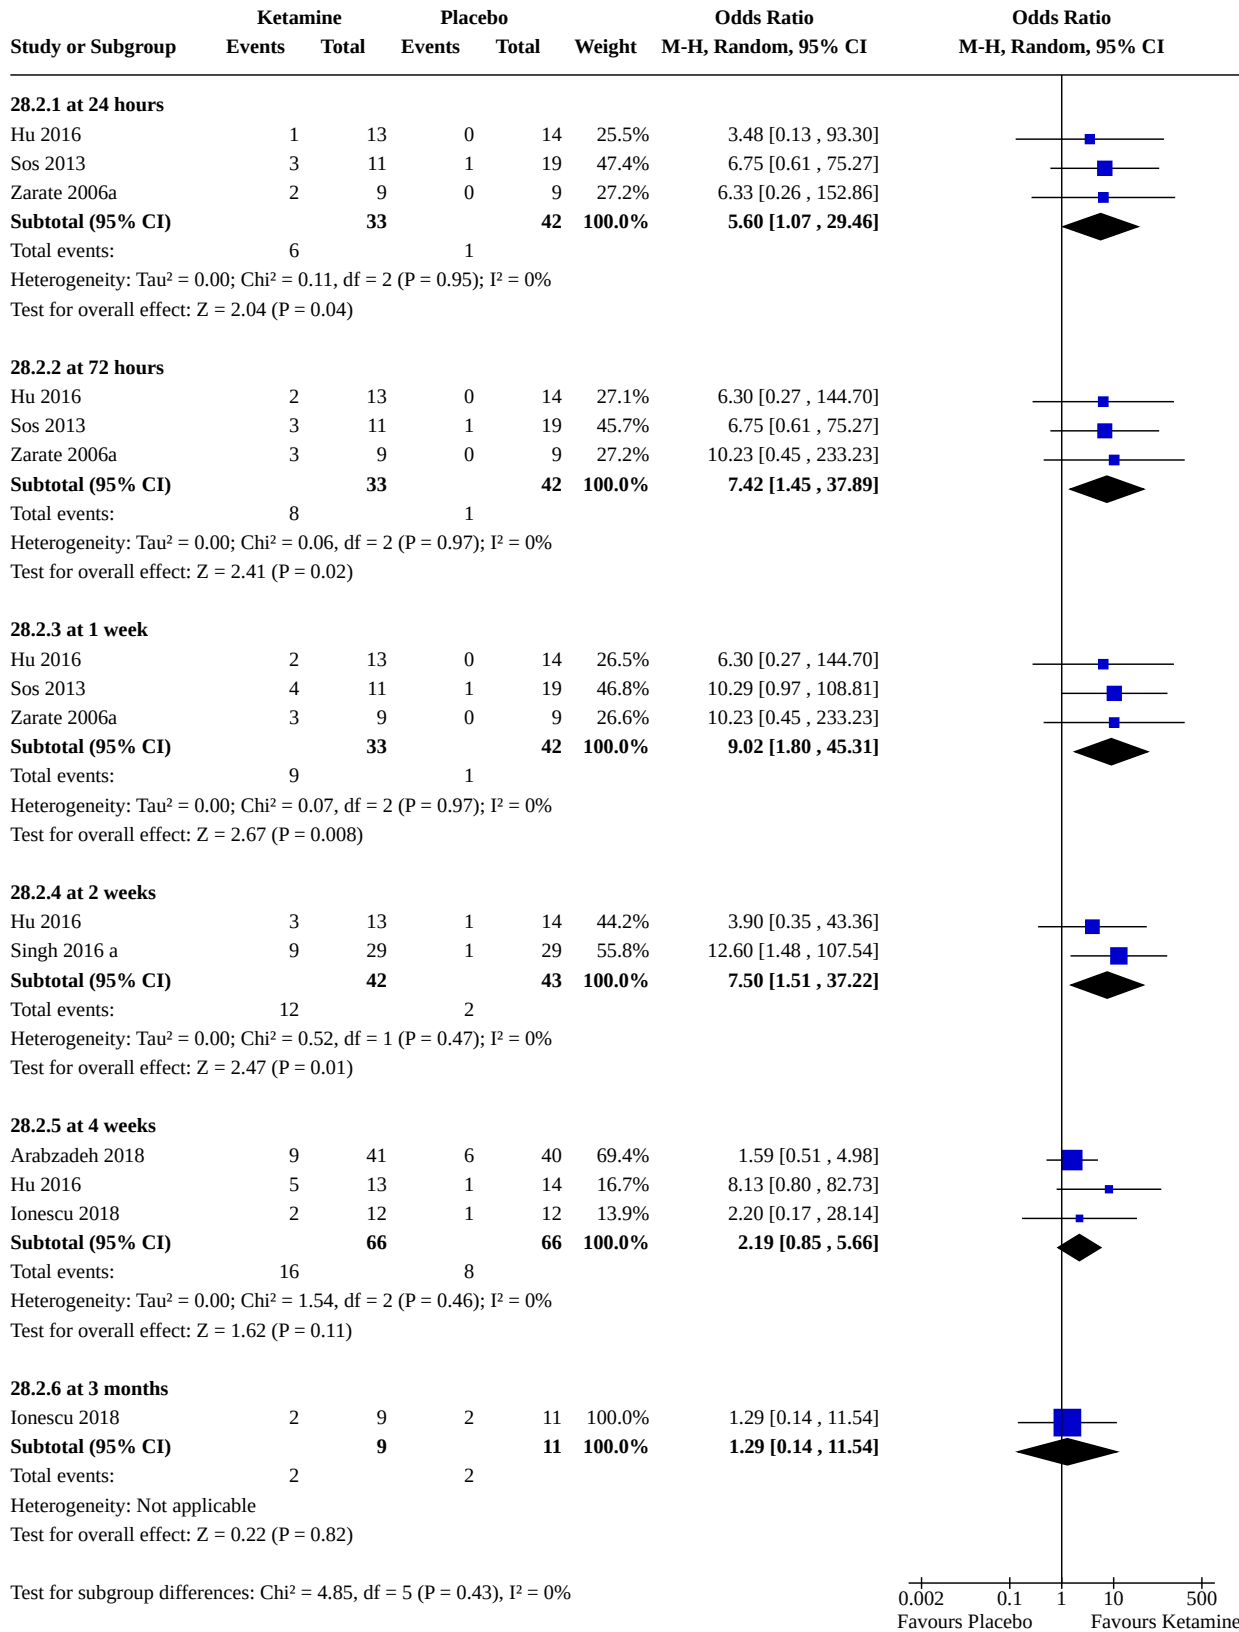 Ketamine Placebo Odds Ratio Odds Ratio
Study or Subgroup Events Total Events Total Weight M-H, Random, 95% CI M-H, Random, 95% CI
28.2.1 at 24 hours
Hu 2016 1 13 0 14 25.5% 3.48 [0.13 , 93.30]
Sos 2013 3 11 1 19 47.4% 6.75 [0.61 , 75.27]
Zarate 2006a 2 9 0 9 27.2% 6.33 [0.26 , 152.86]
Subtotal (95% CI) 33 42 100.0% 5.60 [1.07 , 29.46]
Total events: 6 1
Heterogeneity: Tau² = 0.00; Chi² = 0.11, df = 2 (P = 0.95); I² = 0%
Test for overall effect: Z = 2.04 (P = 0.04)
28.2.2 at 72 hours
Hu 2016 2 13 0 14 27.1% 6.30 [0.27 , 144.70]
Sos 2013 3 11 1 19 45.7% 6.75 [0.61 , 75.27]
Zarate 2006a 3 9 0 9 27.2% 10.23 [0.45 , 233.23]
Subtotal (95% CI) 33 42 100.0% 7.42 [1.45 , 37.89]
Total events: 8 1
Heterogeneity: Tau² = 0.00; Chi² = 0.06, df = 2 (P = 0.97); I² = 0%
Test for overall effect: Z = 2.41 (P = 0.02)
28.2.3 at 1 week
Hu 2016 2 13 0 14 26.5% 6.30 [0.27 , 144.70]
Sos 2013 4 11 1 19 46.8% 10.29 [0.97 , 108.81]
Zarate 2006a 3 9 0 9 26.6% 10.23 [0.45 , 233.23]
Subtotal (95% CI) 33 42 100.0% 9.02 [1.80 , 45.31]
Total events: 9 1
Heterogeneity: Tau² = 0.00; Chi² = 0.07, df = 2 (P = 0.97); I² = 0%
Test for overall effect: Z = 2.67 (P = 0.008)
28.2.4 at 2 weeks
Hu 2016 3 13 1 14 44.2% 3.90 [0.35 , 43.36]
Singh 2016 a 9 29 1 29 55.8% 12.60 [1.48 , 107.54]
Subtotal (95% CI) 42 43 100.0% 7.50 [1.51 , 37.22]
Total events: 12 2
Heterogeneity: Tau² = 0.00; Chi² = 0.52, df = 1 (P = 0.47); I² = 0%
Test for overall effect: Z = 2.47 (P = 0.01)
28.2.5 at 4 weeks
Arabzadeh 2018 9 41 6 40 69.4% 1.59 [0.51 , 4.98]
Hu 2016 5 13 1 14 16.7% 8.13 [0.80 , 82.73]
Ionescu 2018 2 12 1 12 13.9% 2.20 [0.17 , 28.14]
Subtotal (95% CI) 66 66 100.0% 2.19 [0.85 , 5.66]
Total events: 16 8
Heterogeneity: Tau² = 0.00; Chi² = 1.54, df = 2 (P = 0.46); I² = 0%
Test for overall effect: Z = 1.62 (P = 0.11)
28.2.6 at 3 months
Ionescu 2018 2 9 2 11 100.0% 1.29 [0.14 , 11.54]
Subtotal (95% CI) 9 11 100.0% 1.29 [0.14 , 11.54]
Total events: 2 2
Heterogeneity: Not applicable
Test for overall effect: Z = 0.22 (P = 0.82)
Test for subgroup differences: Chi² = 4.85, df = 5 (P = 0.43), I² = 0%
0.002 0.1 1 10 500
Favours Placebo Favours Ketamine